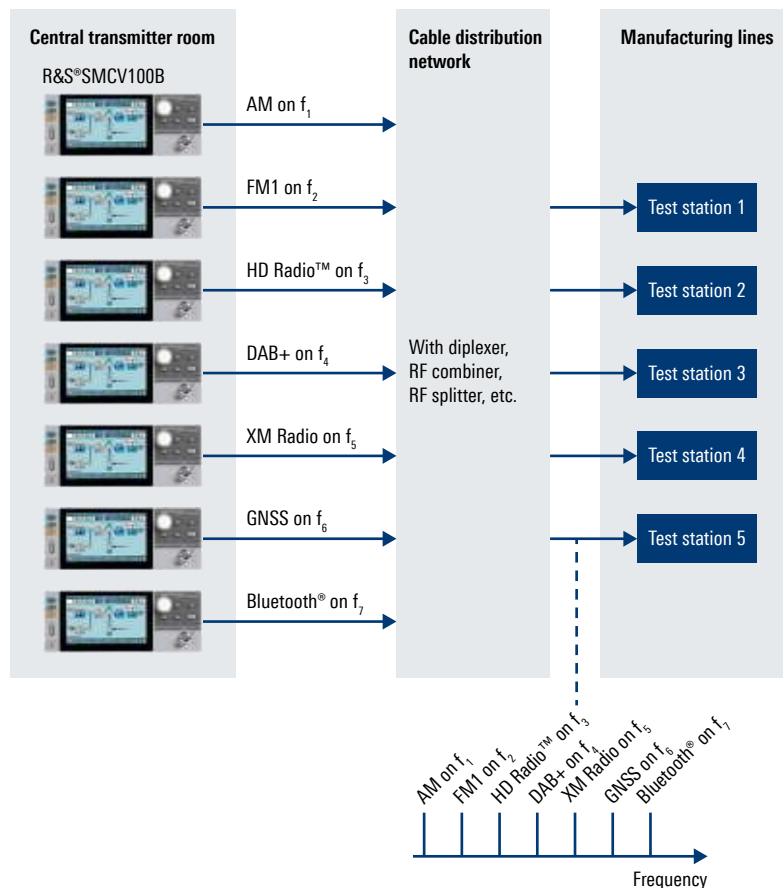 Central transmitter room
R&S®SMCV100B
AM on f₁
FM1 on f₂
HD Radio™ on f₃
DAB+ on f₄
XM Radio on f₅
GNSS on f₆
Bluetooth® on f₇
Cable distribution
network
With diplexer,
RF combiner,
RF splitter, etc.
Manufacturing lines
Test station 1
Test station 2
Test station 3
Test station 4
Test station 5
AM on f₁
FM1 on f₂
HD Radio™ on f₃
DAB+ on f₄
XM Radio on f₅
GNSS on f₆
Bluetooth® on f₇
Frequency